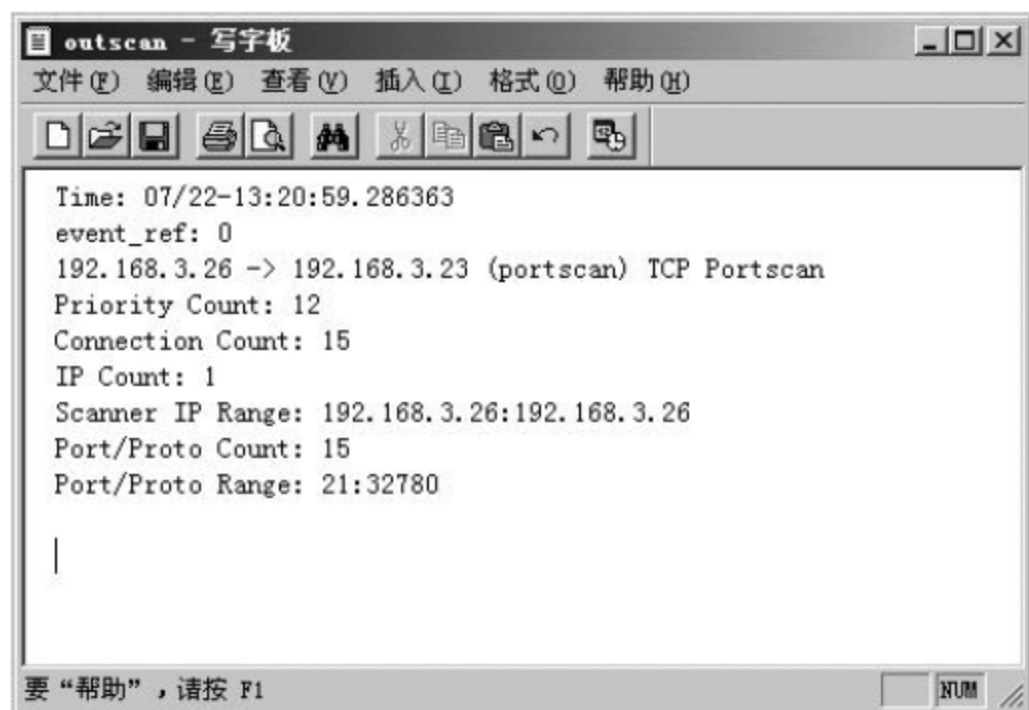 outscan - 写字板
文件(F) 编辑(E) 查看(V) 插入(I) 格式(O) 帮助(H)
Time: 07/22-13:20:59.286363
event_ref: 0
192.168.3.26 -> 192.168.3.23 (portscan) TCP Portscan
Priority Count: 12
Connection Count: 15
IP Count: 1
Scanner IP Range: 192.168.3.26:192.168.3.26
Port/Proto Count: 15
Port/Proto Range: 21:32780
要“帮助”，请按 F1
NUM